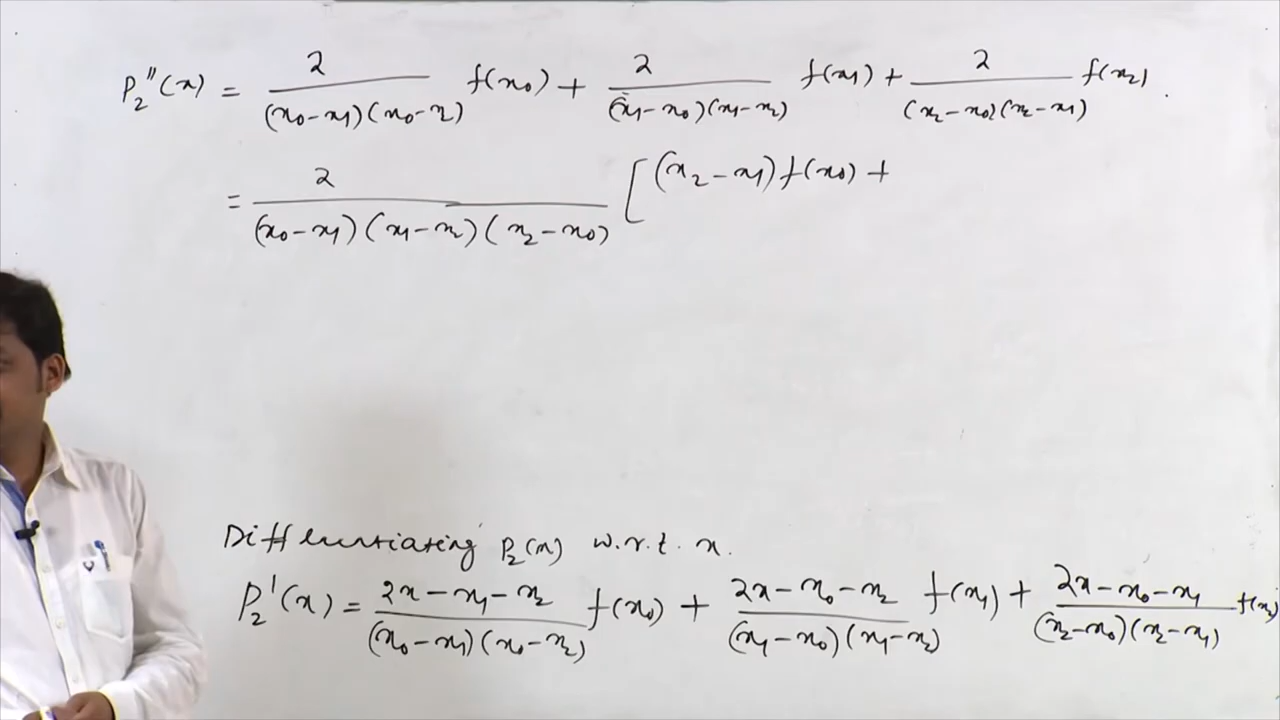 P₂''(x) = 2/((x₀-x₁)(x₀-x₂)) f(x₀) + 2/((x₁-x₀)(x₁-x₂)) f(x₁) + 2/((x₂-x₀)(x₂-x₁)) f(x₂).
= 2/((x₀-x₁)(x₁-x₂)(x₂-x₀)) [(x₂-x₁)f(x₀) +
Differentiating P₂(x) w.r.t. x.
P₂'(x) = (2x-x₁-x₂)/((x₀-x₁)(x₀-x₂)) f(x₀) + (2x-x₀-x₂)/((x₁-x₀)(x₁-x₂)) f(x₁) + (2x-x₀-x₁)/((x₂-x₀)(x₂-x₁)) f(x₂)